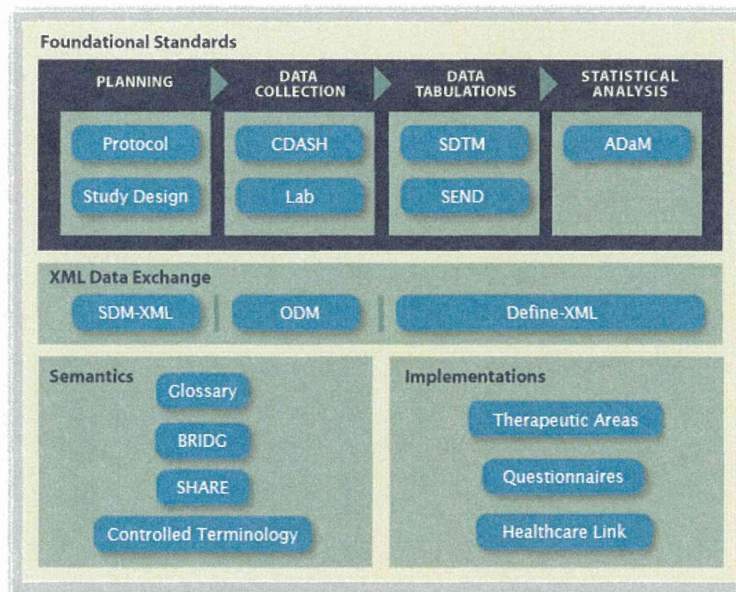 Foundational Standards
PLANNING
DATA
COLLECTION
DATA
TABULATIONS
STATISTICAL
ANALYSIS
Protocol
CDASH
SDTM
ADaM
Study Design
Lab
SEND
XML Data Exchange
SDM-XML
ODM
Define-XML
Semantics
Glossary
BRIDG
SHARE
Controlled Terminology
Implementations
Therapeutic Areas
Questionnaires
Healthcare Link